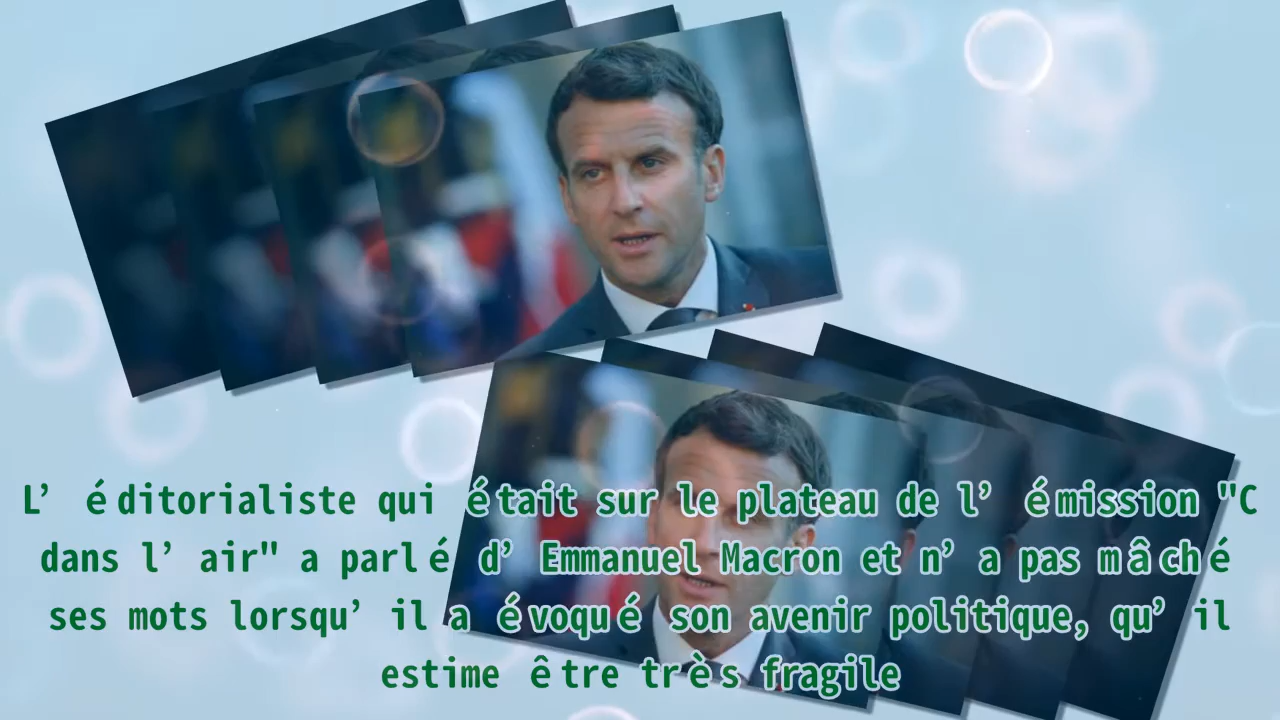 L’ éditorialiste qui était sur le plateau de l’ émission "C
dans l’ air" a parlé d’ Emmanuel Macron et n’ a pas mâché
ses mots lorsqu’ il a évoqué son avenir politique, qu’ il
estime être très fragile